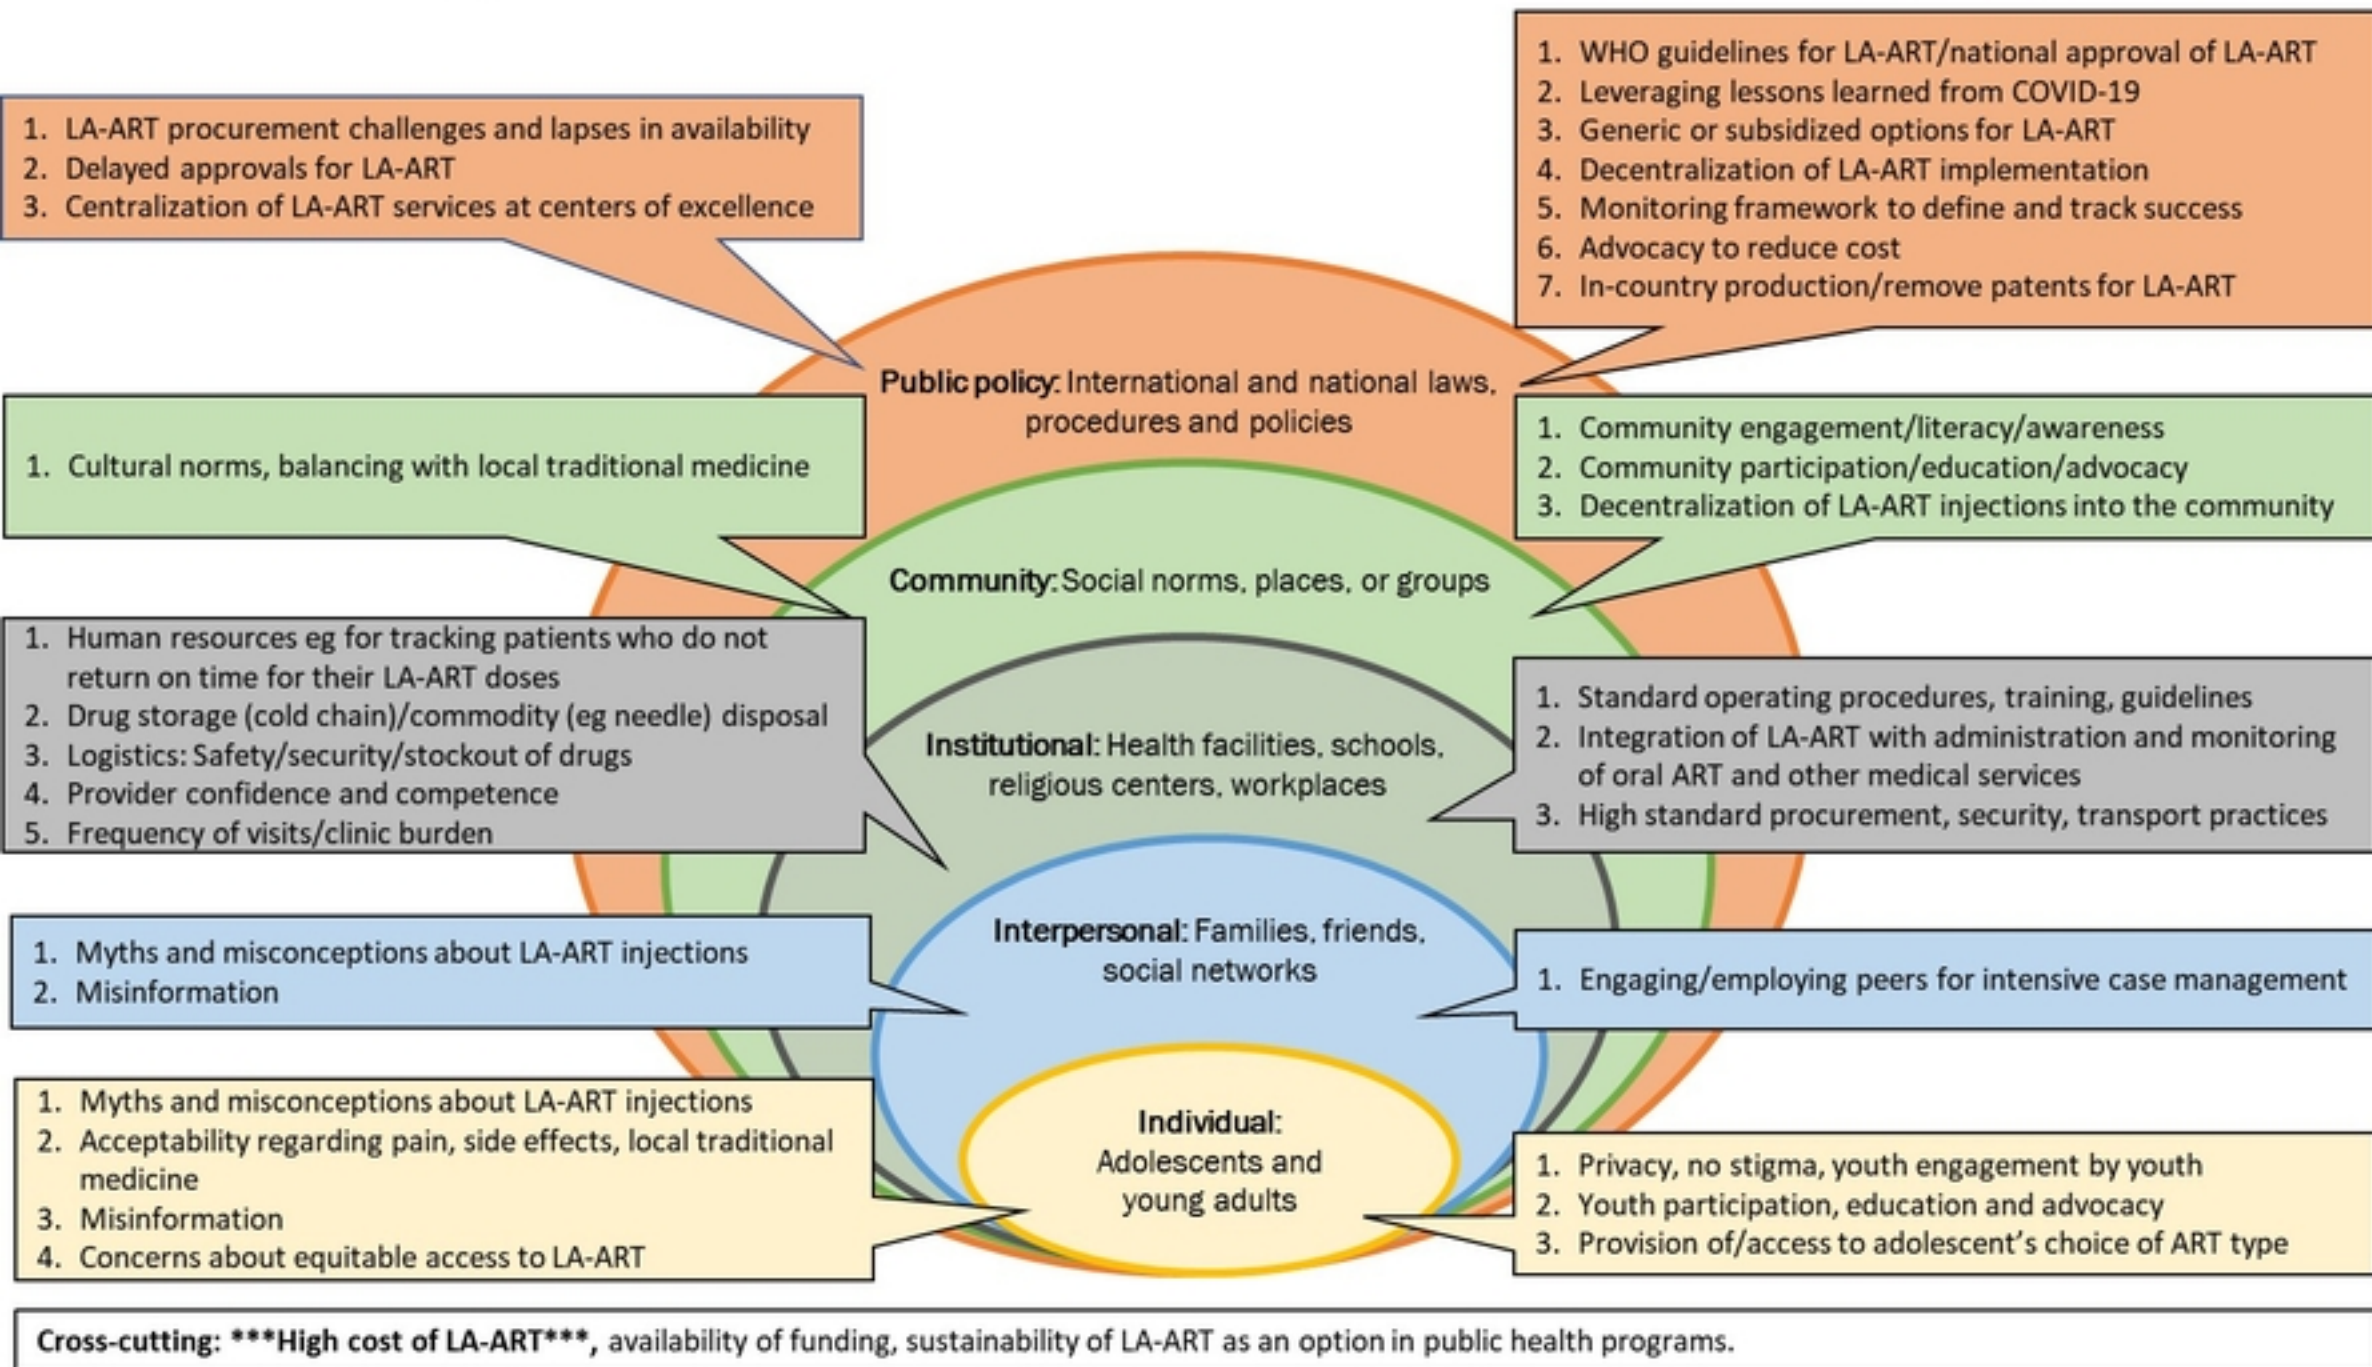 1. LA-ART procurement challenges and lapses in availability
2. Delayed approvals for LA-ART
3. Centralization of LA-ART services at centers of excellence
1. WHO guidelines for LA-ART/national approval of LA-ART
2. Leveraging lessons learned from COVID-19
3. Generic or subsidized options for LA-ART
4. Decentralization of LA-ART implementation
5. Monitoring framework to define and track success
6. Advocacy to reduce cost
7. In-country production/remove patents for LA-ART
Public policy: International and national laws,
procedures and policies
1. Cultural norms, balancing with local traditional medicine
1. Community engagement/literacy/awareness
2. Community participation/education/advocacy
3. Decentralization of LA-ART injections into the community
Community: Social norms, places, or groups
1. Human resources eg for tracking patients who do not
return on time for their LA-ART doses
2. Drug storage (cold chain)/commodity (eg needle) disposal
3. Logistics: Safety/security/stockout of drugs
4. Provider confidence and competence
5. Frequency of visits/clinic burden
Institutional: Health facilities, schools,
religious centers, workplaces
1. Standard operating procedures, training, guidelines
2. Integration of LA-ART with administration and monitoring
of oral ART and other medical services
3. High standard procurement, security, transport practices
1. Myths and misconceptions about LA-ART injections
2. Misinformation
Interpersonal: Families, friends,
social networks
1. Engaging/employing peers for intensive case management
1. Myths and misconceptions about LA-ART injections
2. Acceptability regarding pain, side effects, local traditional
medicine
3. Misinformation
4. Concerns about equitable access to LA-ART
Individual:
Adolescents and
young adults
1. Privacy, no stigma, youth engagement by youth
2. Youth participation, education and advocacy
3. Provision of/access to adolescent's choice of ART type
Cross-cutting: ***High cost of LA-ART***, availability of funding, sustainability of LA-ART as an option in public health programs.